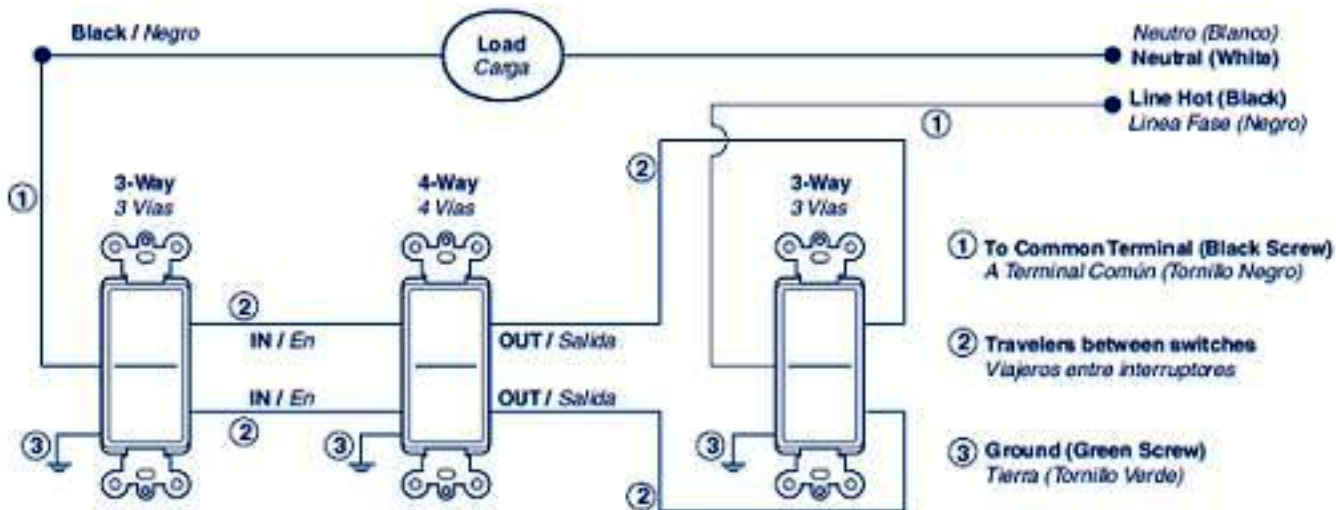 Black / Negro
Load
Carga
Neutro (Blanco)
Neutral (White)
Line Hot (Black)
Linea Fase (Negro)
1
2
1
3-Way
3 Vías
4-Way
4 Vías
3-Way
3 Vías
1 To Common Terminal (Black Screw)
A Terminal Común (Tornillo Negro)
2
IN / En
OUT / Salida
2 Travelers between switches
Viajeros entre interruptores
IN / En
OUT / Salida
2
3
3
3
3 Ground (Green Screw)
Tierra (Tornillo Verde)
2